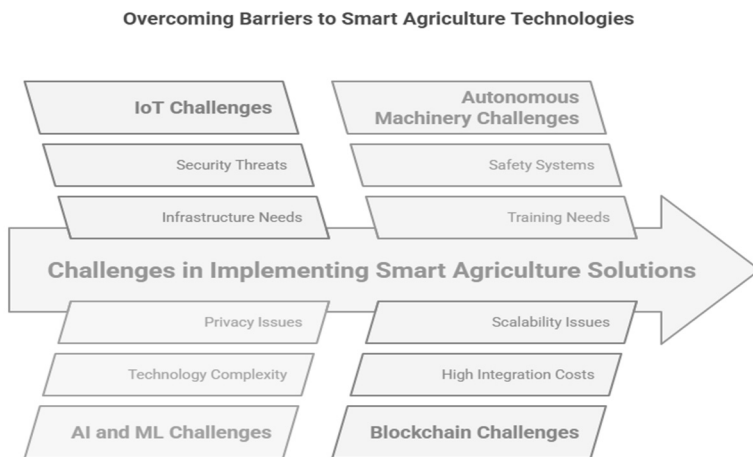 Overcoming Barriers to Smart Agriculture Technologies
IoT Challenges
Autonomous
Machinery Challenges
Security Threats
Safety Systems
Infrastructure Needs
Training Needs
Challenges in Implementing Smart Agriculture Solutions
Privacy Issues
Scalability Issues
Technology Complexity
High Integration Costs
AI and ML Challenges
Blockchain Challenges